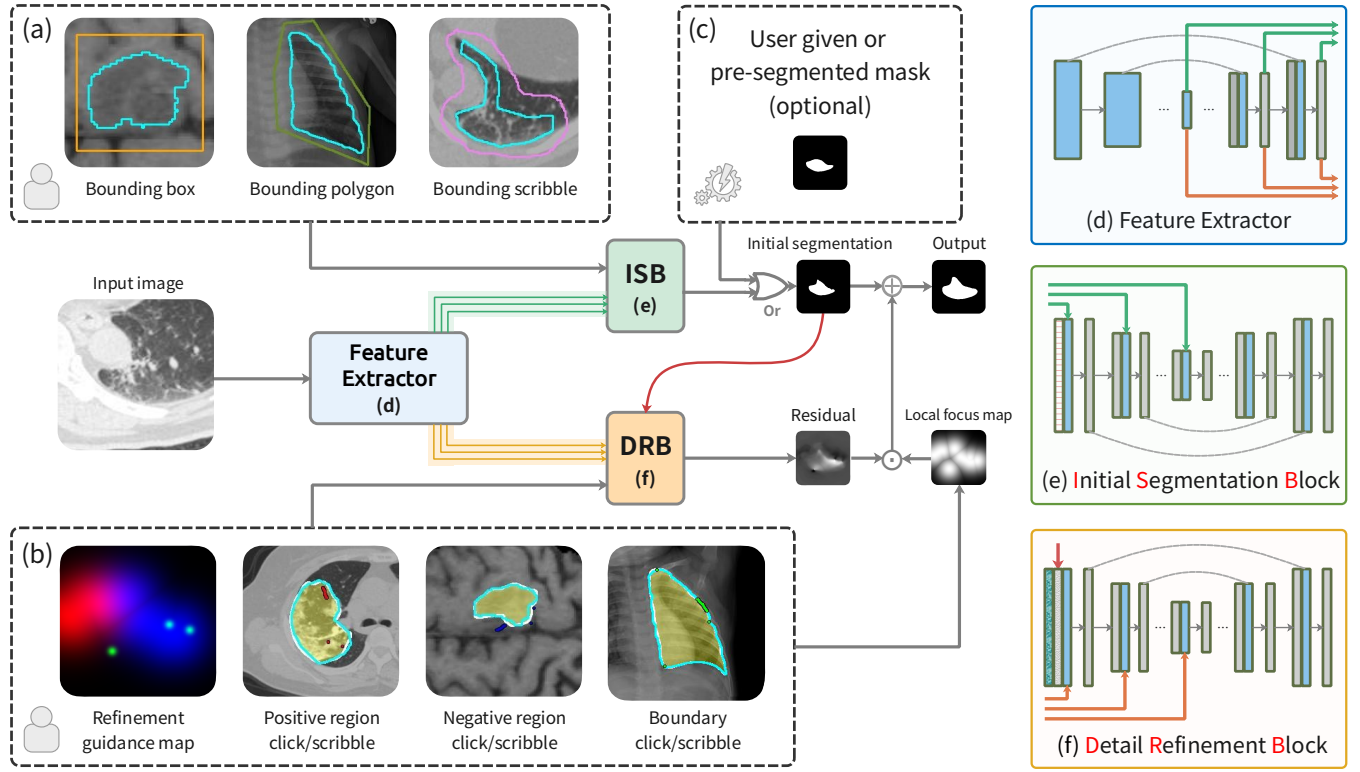 (a)
Bounding box
Bounding polygon
Bounding scribble
(c)
User given or
pre-segmented mask
(optional)
Input image
Feature
Extractor
(d)
ISB
(e)
DRB
(f)
Or
Initial segmentation
Output
Residual
Local focus map
(b)
Refinement
guidance map
Positive region
click/scribble
Negative region
click/scribble
Boundary
click/scribble
...
...
(d) Feature Extractor
...
...
(e) Initial Segmentation Block
...
...
(f) Detail Refinement Block